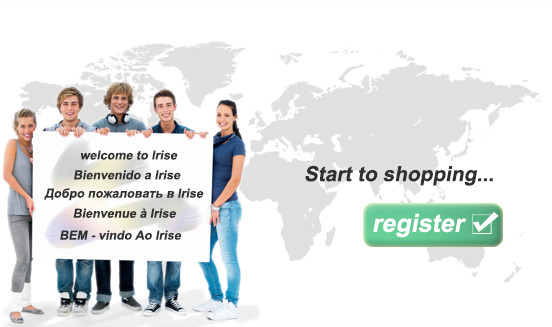 welcome to Irise
Bienvenido a Irise
Добро пожаловать в Irise
Bienvenue à Irise
BEM - vindo Ao Irise
Start to shopping...
register